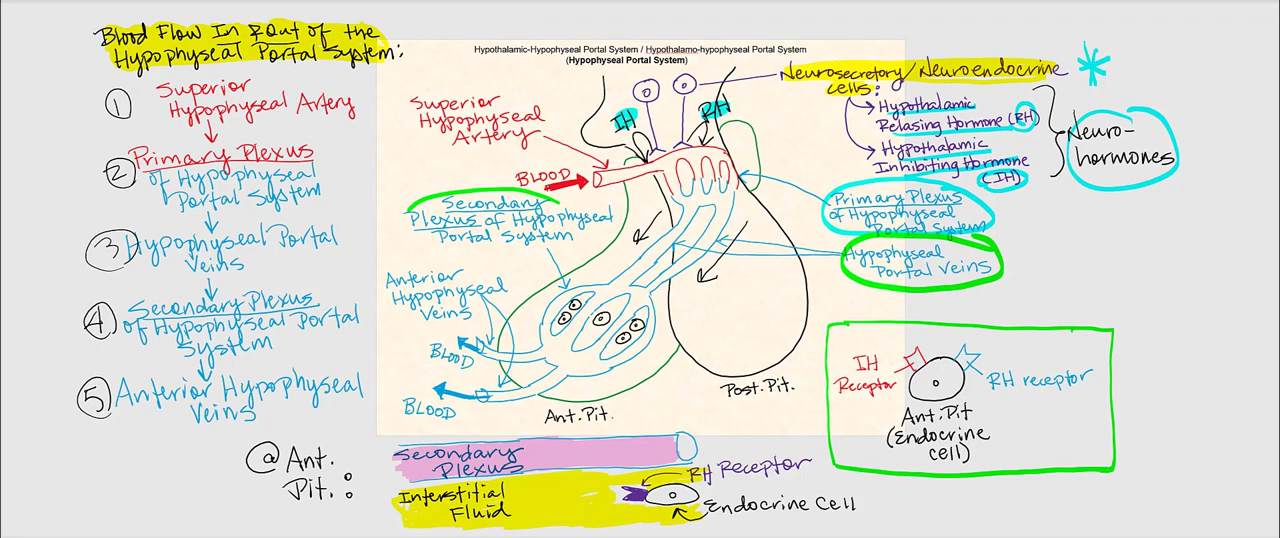 Blood Flow In & Out of the
Hypophyseal Portal System:
1
Superior
Hypophyseal Artery
2
Primary Plexus
of Hypophyseal
Portal System
3
Hypophyseal Portal
Veins
4
Secondary Plexus
of Hypophyseal Portal
System
5
Anterior Hypophyseal
Veins
Hypothalamic-Hypophyseal Portal System / Hypothalamo-hypophyseal Portal System
(Hypophyseal Portal System)
Superior
Hypophyseal
Artery
BLOOD
IH
RH
Secondary
Plexus of Hypophyseal
Portal System
Anterior
Hypophyseal
Veins
BLOOD
BLOOD
Ant. Pit.
Post. Pit.
Neurosecretory/Neuroendocrine
cells:
Hypothalamic
Relasing Hormone (RH)
Hypothalamic
Inhibiting Hormone
(IH)
Neuro-
hormones
Primary Plexus
of Hypophyseal
Portal System
Hypophyseal
Portal Veins
IH
Receptor
RH receptor
Ant. Pit
(Endocrine
cell)
@ Ant.
Pit.:
Secondary
Plexus
Interstitial
Fluid
RH Receptor
Endocrine Cell